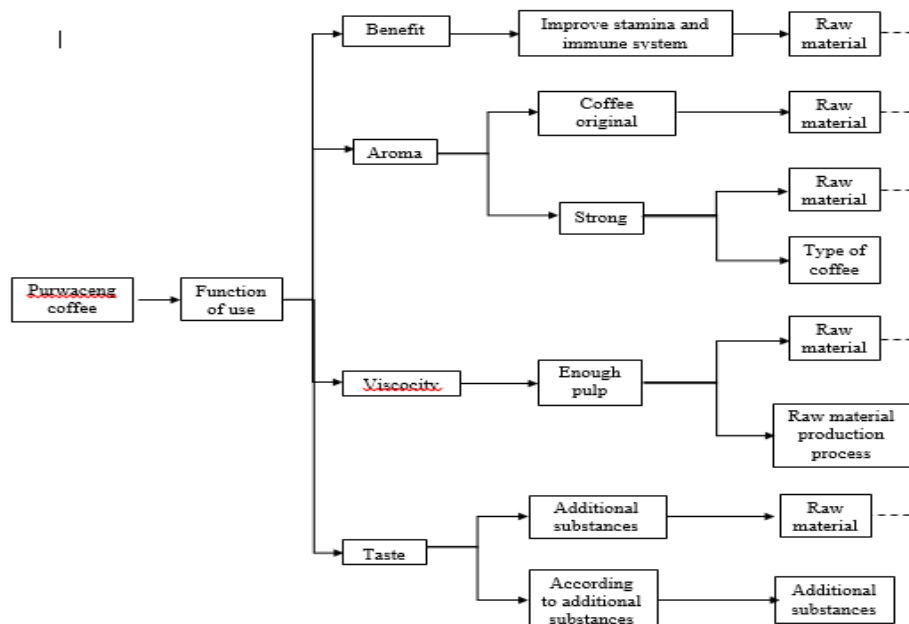 Benefit
Improve stamina and
immune system
Raw
material
Coffee
original
Raw
material
Aroma
Raw
material
Strong
Type of
coffee
Purwaceng
coffee
Function
of use
Raw
material
Viscocity
Enough
pulp
Raw material
production
process
Additional
substances
Raw
material
Taste
According
to additional
substances
Additional
substances